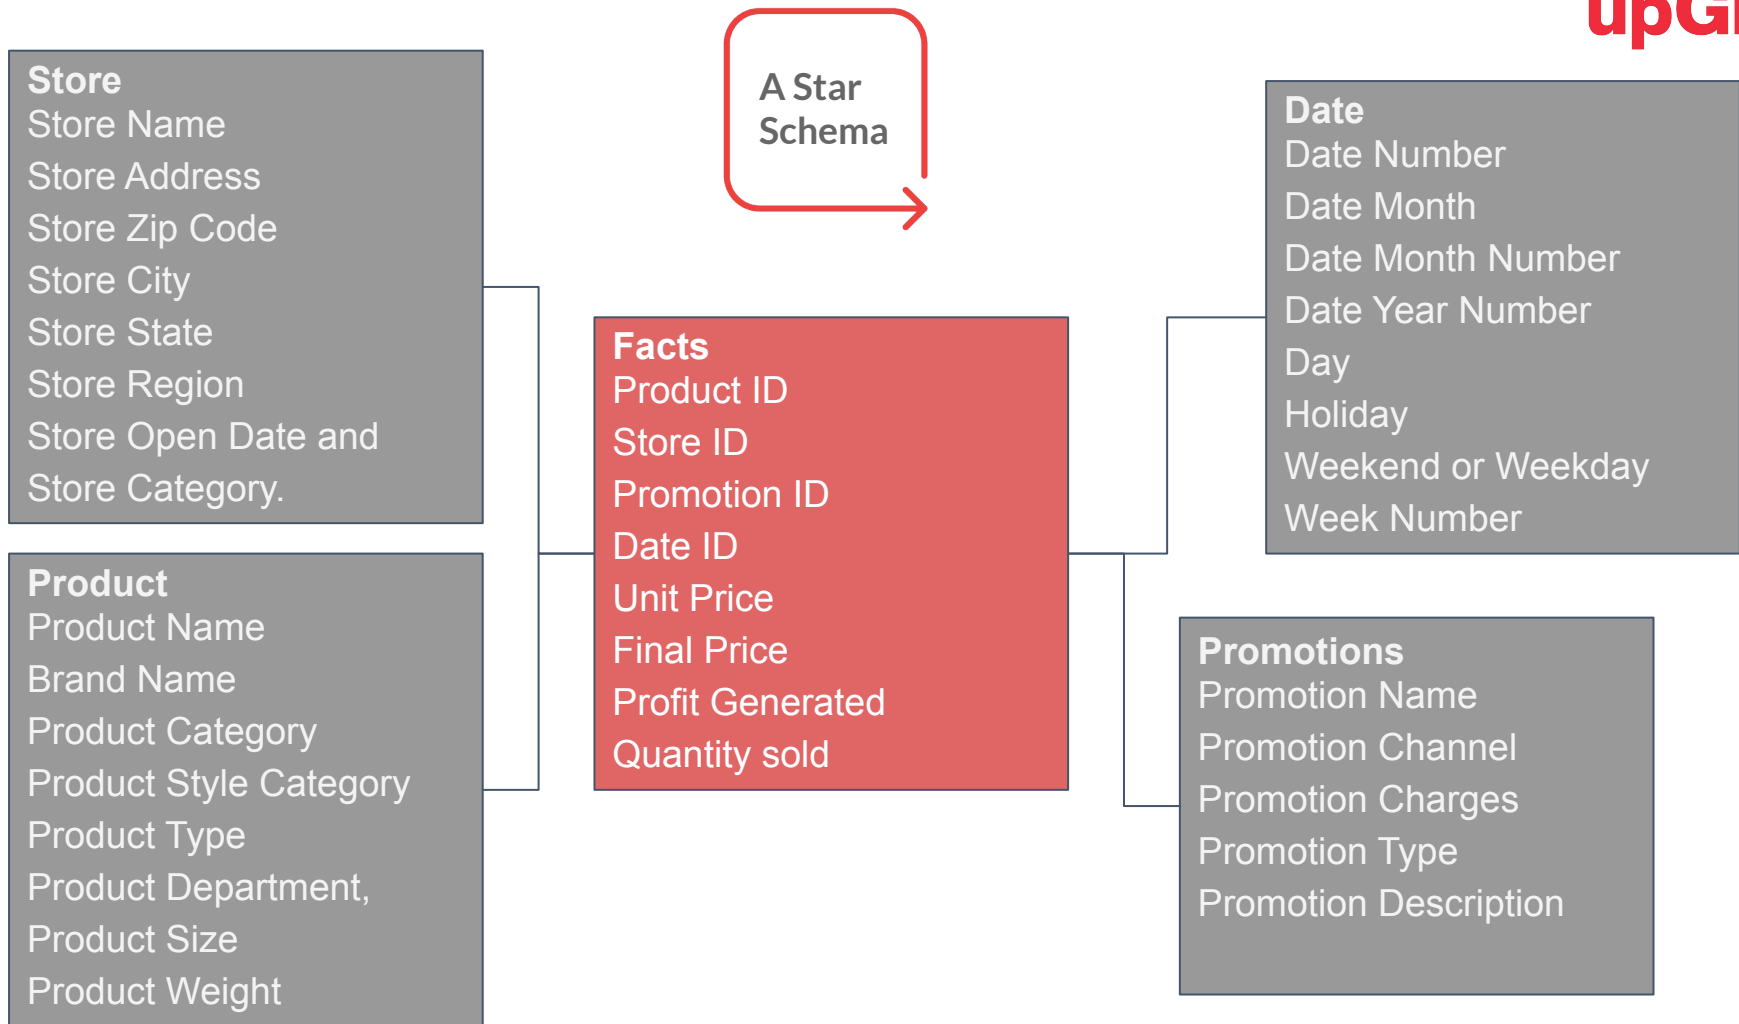 upG
A Star
Schema
Store
Store Name
Store Address
Store Zip Code
Store City
Store State
Store Region
Store Open Date and
Store Category.
Product
Product Name
Brand Name
Product Category
Product Style Category
Product Type
Product Department,
Product Size
Product Weight
Facts
Product ID
Store ID
Promotion ID
Date ID
Unit Price
Final Price
Profit Generated
Quantity sold
Date
Date Number
Date Month
Date Month Number
Date Year Number
Day
Holiday
Weekend or Weekday
Week Number
Promotions
Promotion Name
Promotion Channel
Promotion Charges
Promotion Type
Promotion Description